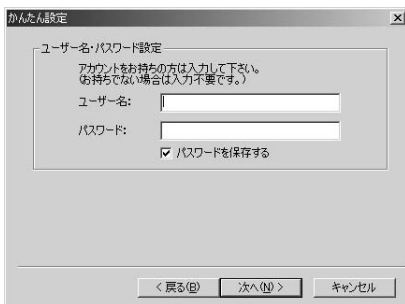 かんたん設定
ユーザー名・パスワード設定
アカウントをお持ちの方は入力して下さい。
(お持ちでない場合は入力不要です。)
ユーザー名:
パスワード:
パスワードを保存する
< 戻る(B)
次へ(N) >
キャンセル